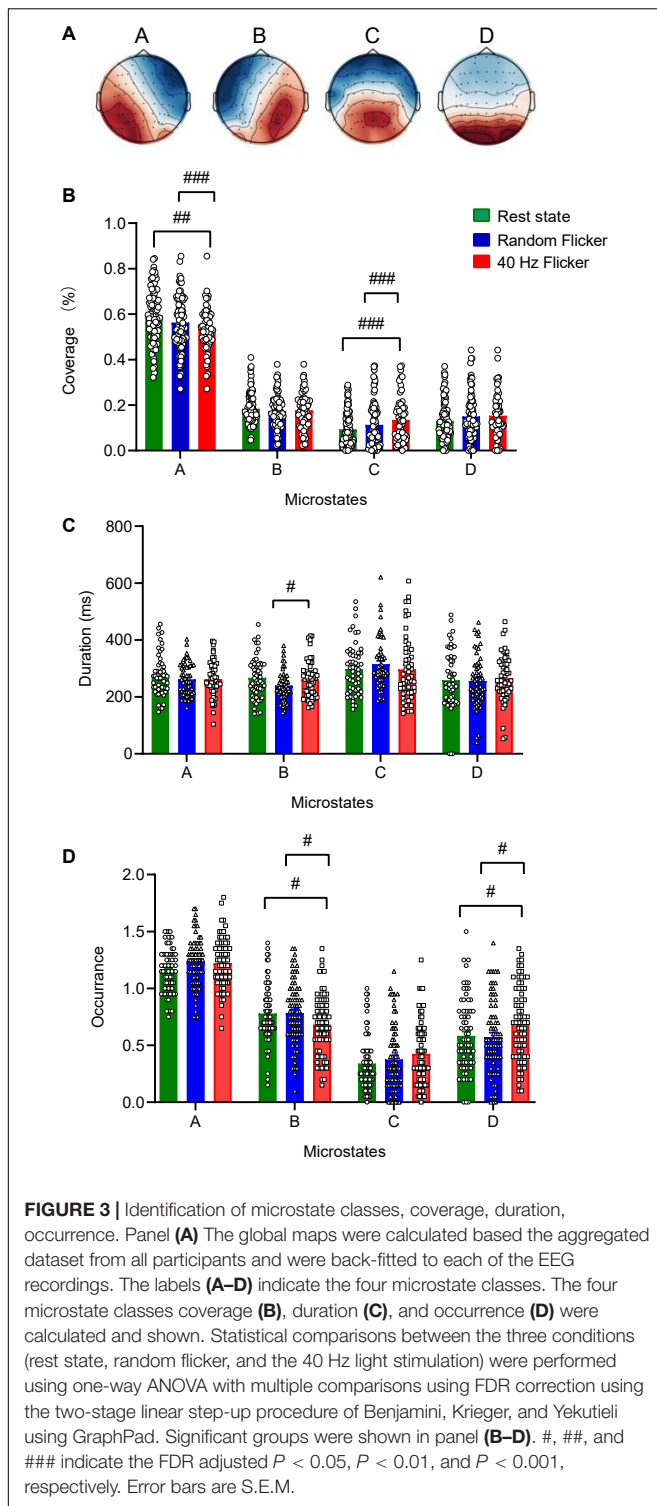 A
A B C D
B
###
##
###
###
Rest state
Random Flicker
40 Hz Flicker
Coverage (%)
1.0
0.8
0.6
0.4
0.2
0.0
A B C D
Microstates
C
#
Duration (ms)
800
600
400
200
0
A B C D
Microstates
D
#
#
#
#
Occurrance
2.0
1.5
1.0
0.5
0.0
A B C D
Microstates
FIGURE 3 | Identification of microstate classes, coverage, duration,
occurrence. Panel (A) The global maps were calculated based the aggregated
dataset from all participants and were back-fitted to each of the EEG
recordings. The labels (A–D) indicate the four microstate classes. The four
microstate classes coverage (B), duration (C), and occurrence (D) were
calculated and shown. Statistical comparisons between the three conditions
(rest state, random flicker, and the 40 Hz light stimulation) were performed
using one-way ANOVA with multiple comparisons using FDR correction using
the two-stage linear step-up procedure of Benjamini, Krieger, and Yekutieli
using GraphPad. Significant groups were shown in panel (B–D). #, ##, and
### indicate the FDR adjusted P < 0.05, P < 0.01, and P < 0.001,
respectively. Error bars are S.E.M.